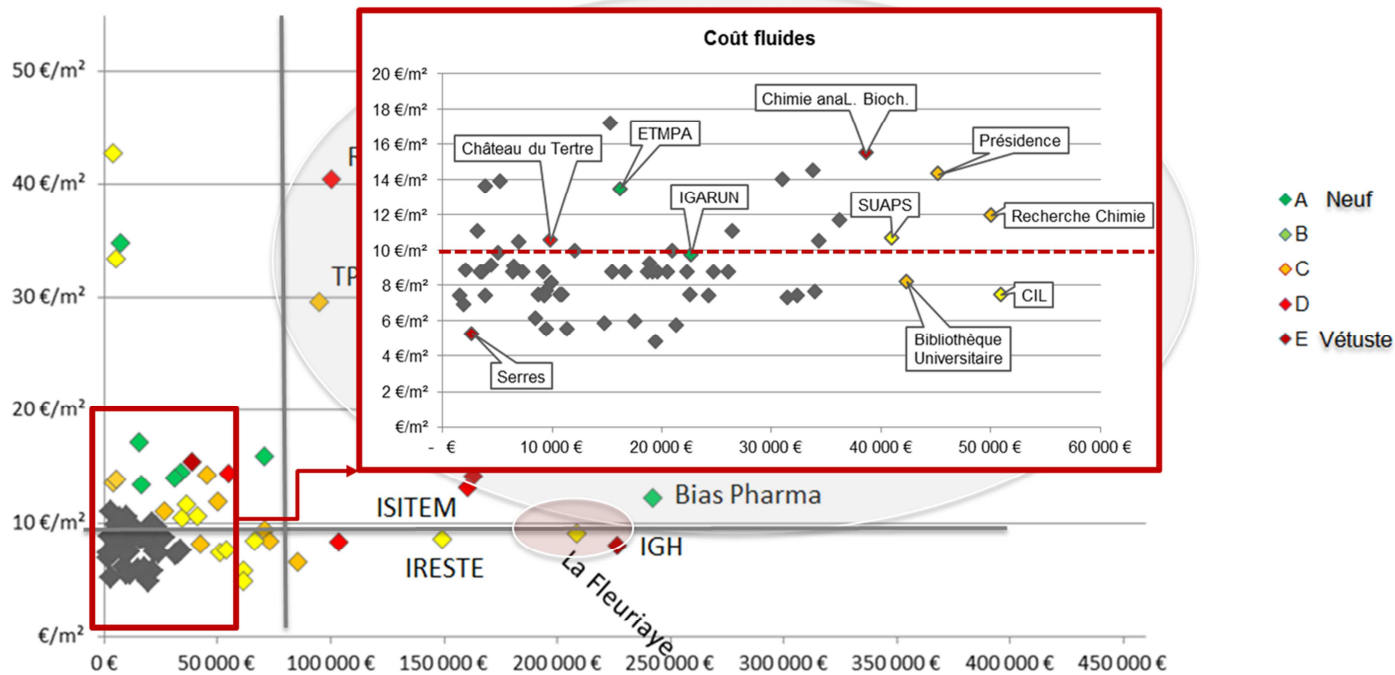 Coût fluides
20 €/m²
18 €/m²
16 €/m²
14 €/m²
12 €/m²
10 €/m²
8 €/m²
6 €/m²
4 €/m²
2 €/m²
€/m²
- €
10 000 €
20 000 €
30 000 €
40 000 €
50 000 €
60 000 €
Chimie anaL. Bioch.
ETMPA
Château du Tertre
Présidence
IGARUN
SUAPS
Recherche Chimie
CIL
Bibliothèque
Universitaire
Serres
50 €/m²
40 €/m²
30 €/m²
20 €/m²
10 €/m²
€/m²
TP
ISITEM
Bias Pharma
IRESTE
IGH
La Fleuriaye
0 €
50 000 €
100 000 €
150 000 €
200 000 €
250 000 €
300 000 €
350 000 €
400 000 €
450 000 €
A Neuf
B
C
D
E Vétuste